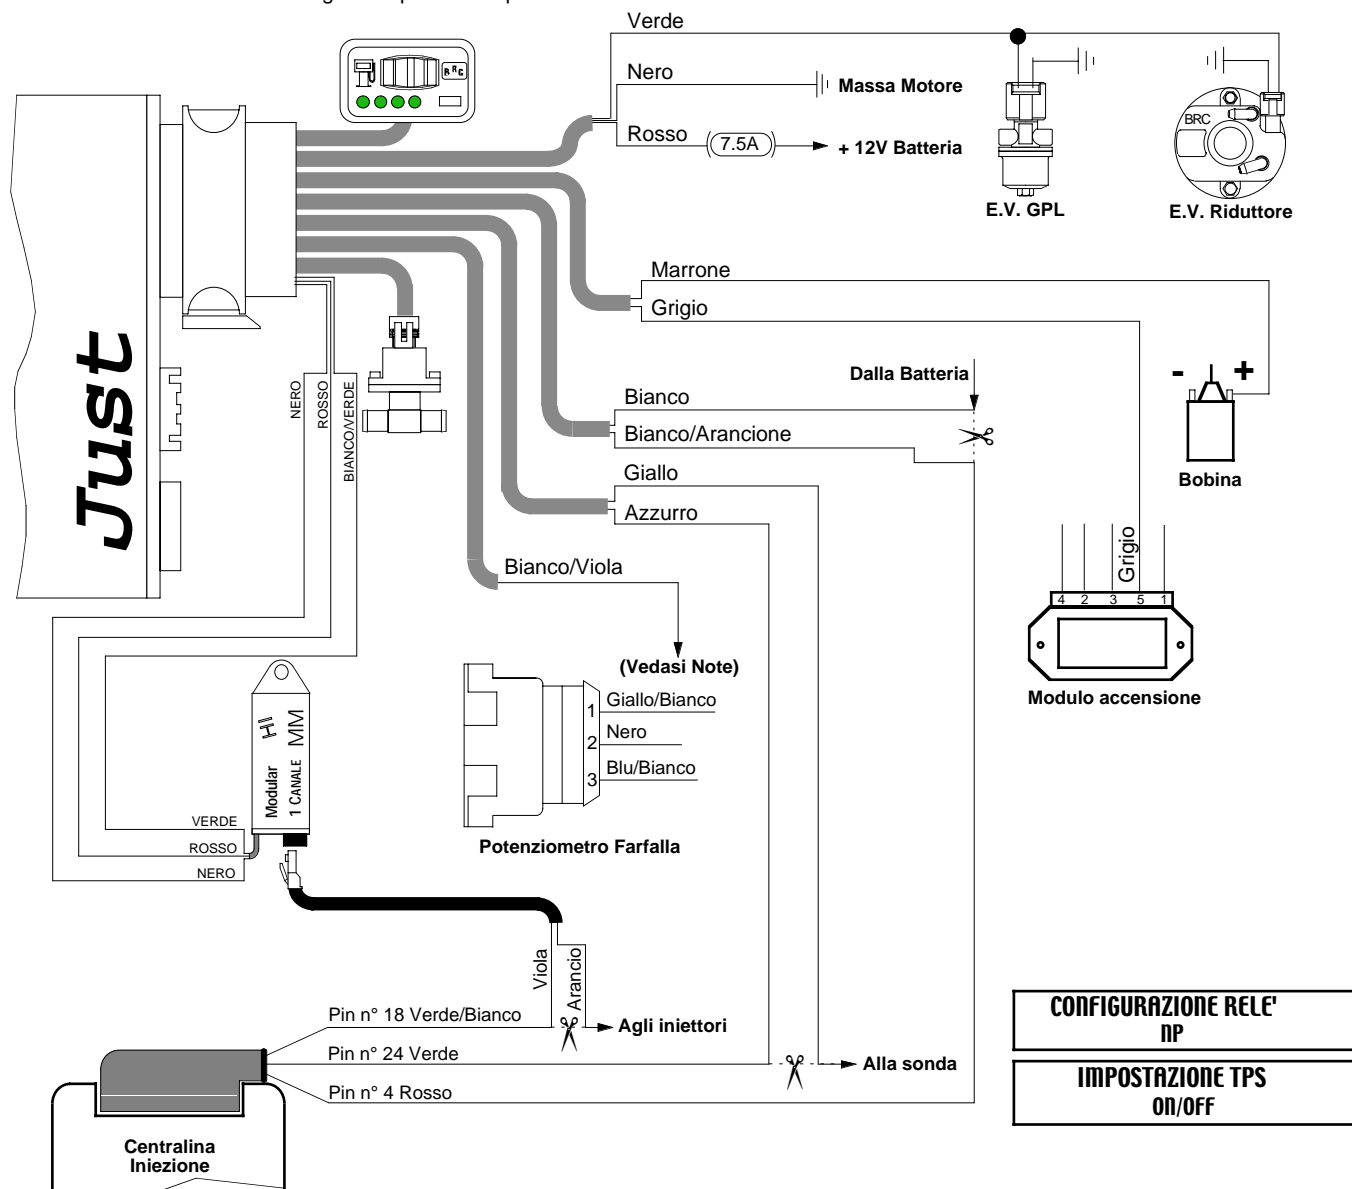 Verde
Nero
Massa Motore
Rosso
7.5A
+ 12V Batteria
BRC
BRC
E.V. GPL
E.V. Riduttore
Marrone
Grigio
Just
NERO
ROSSO
BIANCO/VERDE
Dalla Batteria
- +
Bobina
Bianco
Bianco/Arancione
Giallo
Azzurro
Bianco/Viola
(Vedasi Note)
Grigio
4 2 3 5 1
Modulo accensione
1 Giallo/Bianco
2 Nero
3 Blu/Bianco
Potenziometro Farfalla
HI
MM
Modular
1 CANALE
VERDE
ROSSO
NERO
Viola
Arancio
Pin n° 18 Verde/Bianco
Agli iniettori
Pin n° 24 Verde
Alla sonda
Pin n° 4 Rosso
Centralina
Iniezione
CONFIGURAZIONE RELE'
NP
IMPOSTAZIONE TPS
ON/OFF